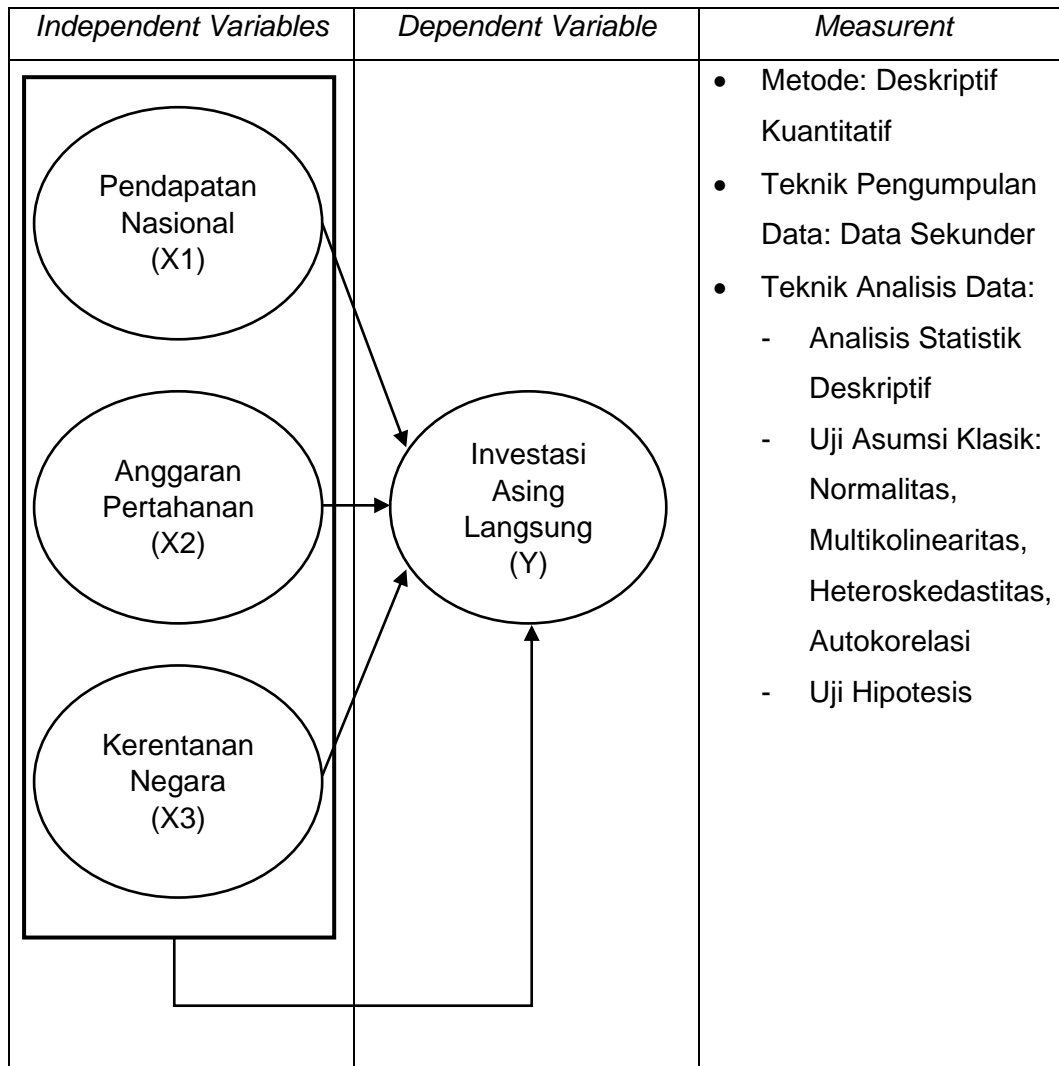 Independent Variables
Dependent Variable
Measurent
Pendapatan
Nasional
(X1)
Anggaran
Pertahanan
(X2)
Kerentanan
Negara
(X3)
Investasi
Asing
Langsung
(Y)
• Metode: Deskriptif
Kuantitatif
• Teknik Pengumpulan
Data: Data Sekunder
• Teknik Analisis Data:
- Analisis Statistik
Deskriptif
- Uji Asumsi Klasik:
Normalitas,
Multikolinearitas,
Heteroskedastitas,
Autokorelasi
- Uji Hipotesis